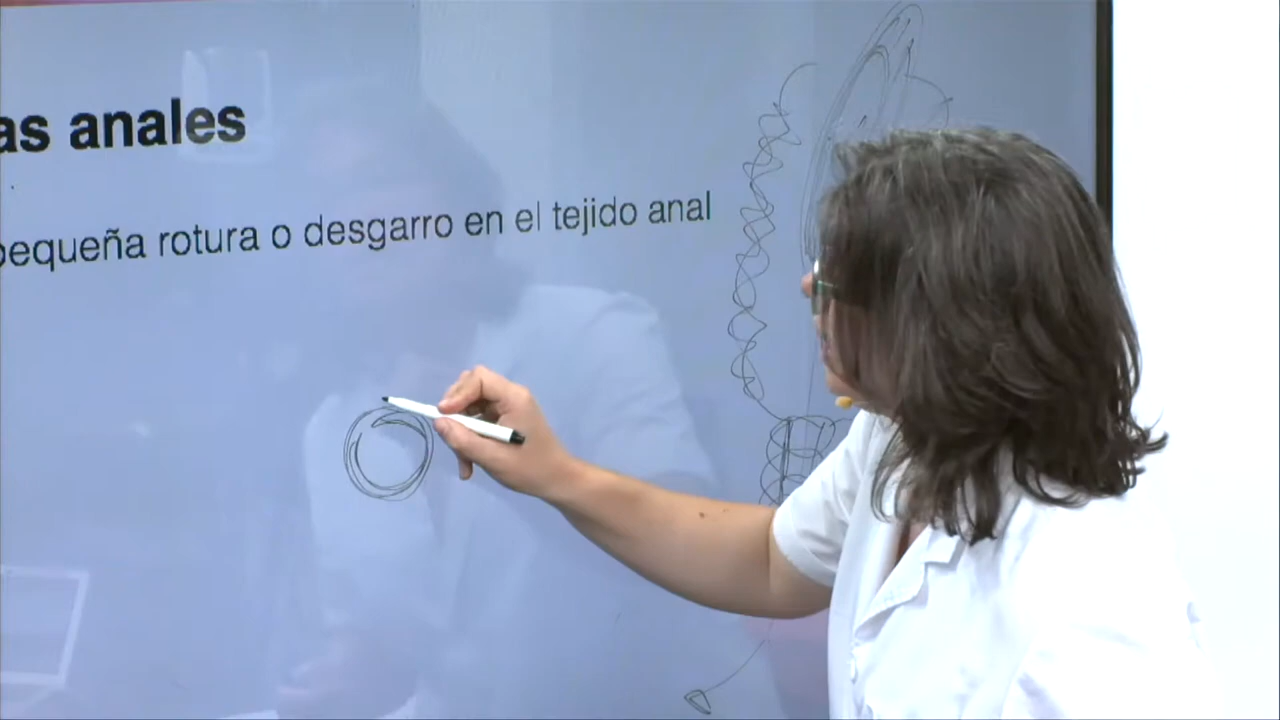 as anales
pequeña rotura o desgarro en el tejido anal